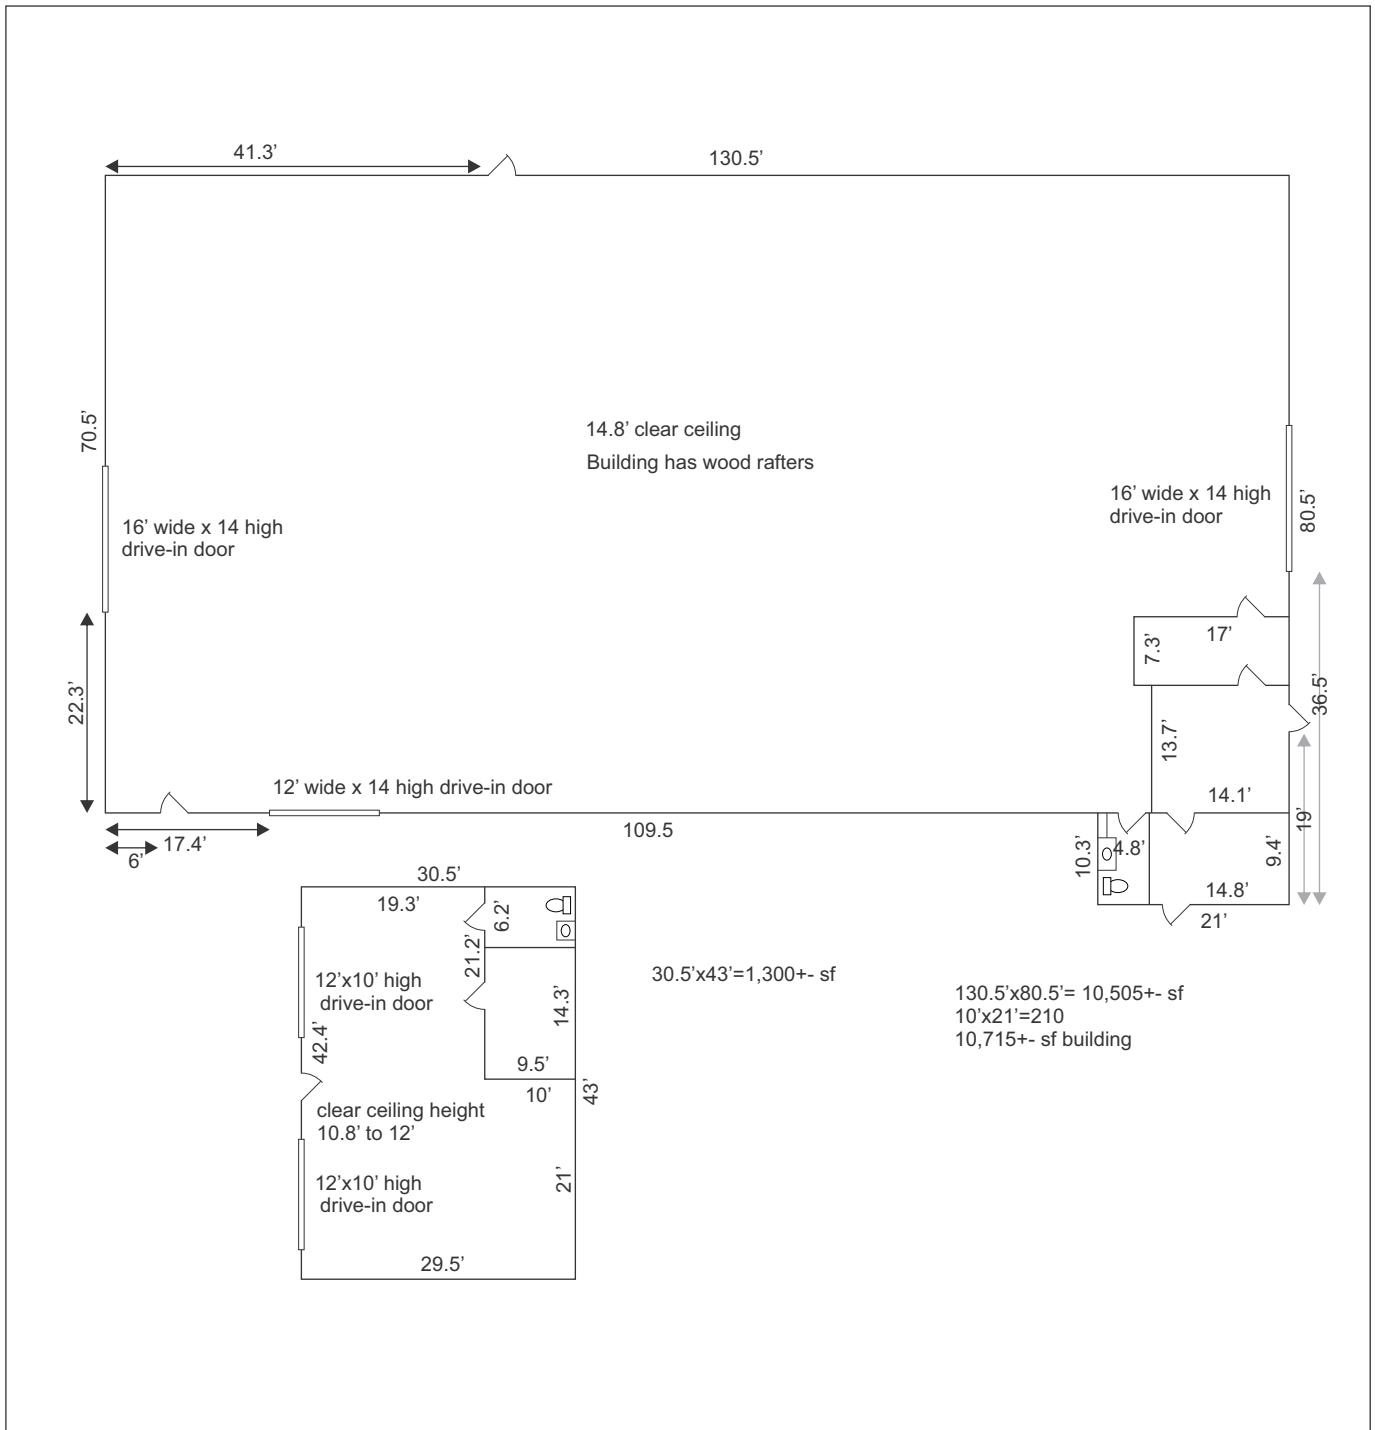 41.3’
130.5’
70.5’
14.8’ clear ceiling
Building has wood rafters
16’ wide x 14 high
drive-in door
16’ wide x 14 high
drive-in door
80.5’
22.3’
7.3’
17’
36.5’
13.7’
14.1’
19’
12’ wide x 14 high drive-in door
17.4’
6’
109.5
10.3’
4.8’
9.4’
14.8’
21’
30.5’
19.3’
6.2’
21.2’
12’x10’ high
drive-in door
14.3’
42.4’
9.5’
10’
43’
clear ceiling height
10.8’ to 12’
12’x10’ high
drive-in door
21’
29.5’
30.5’x43’=1,300+- sf
130.5’x80.5’= 10,505+- sf
10’x21’=210
10,715+- sf building